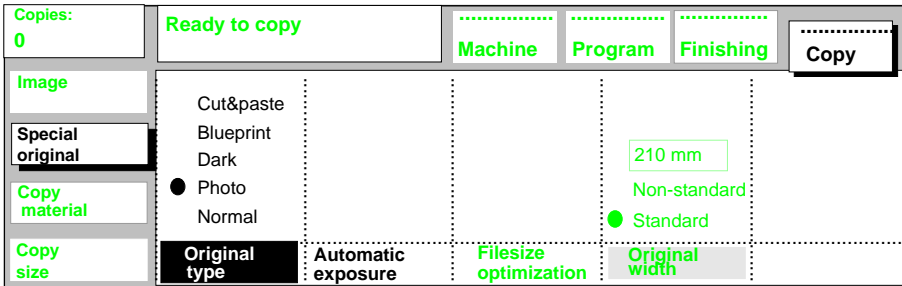 Copies:
0
Ready to copy
Machine
Program
Finishing
Copy
Image
Special
original
Copy
material
Copy
size
Cut&paste
Blueprint
Dark
Photo
Normal
210 mm
Non-standard
Standard
Original
type
Automatic
exposure
Filesize
optimization
Original
width